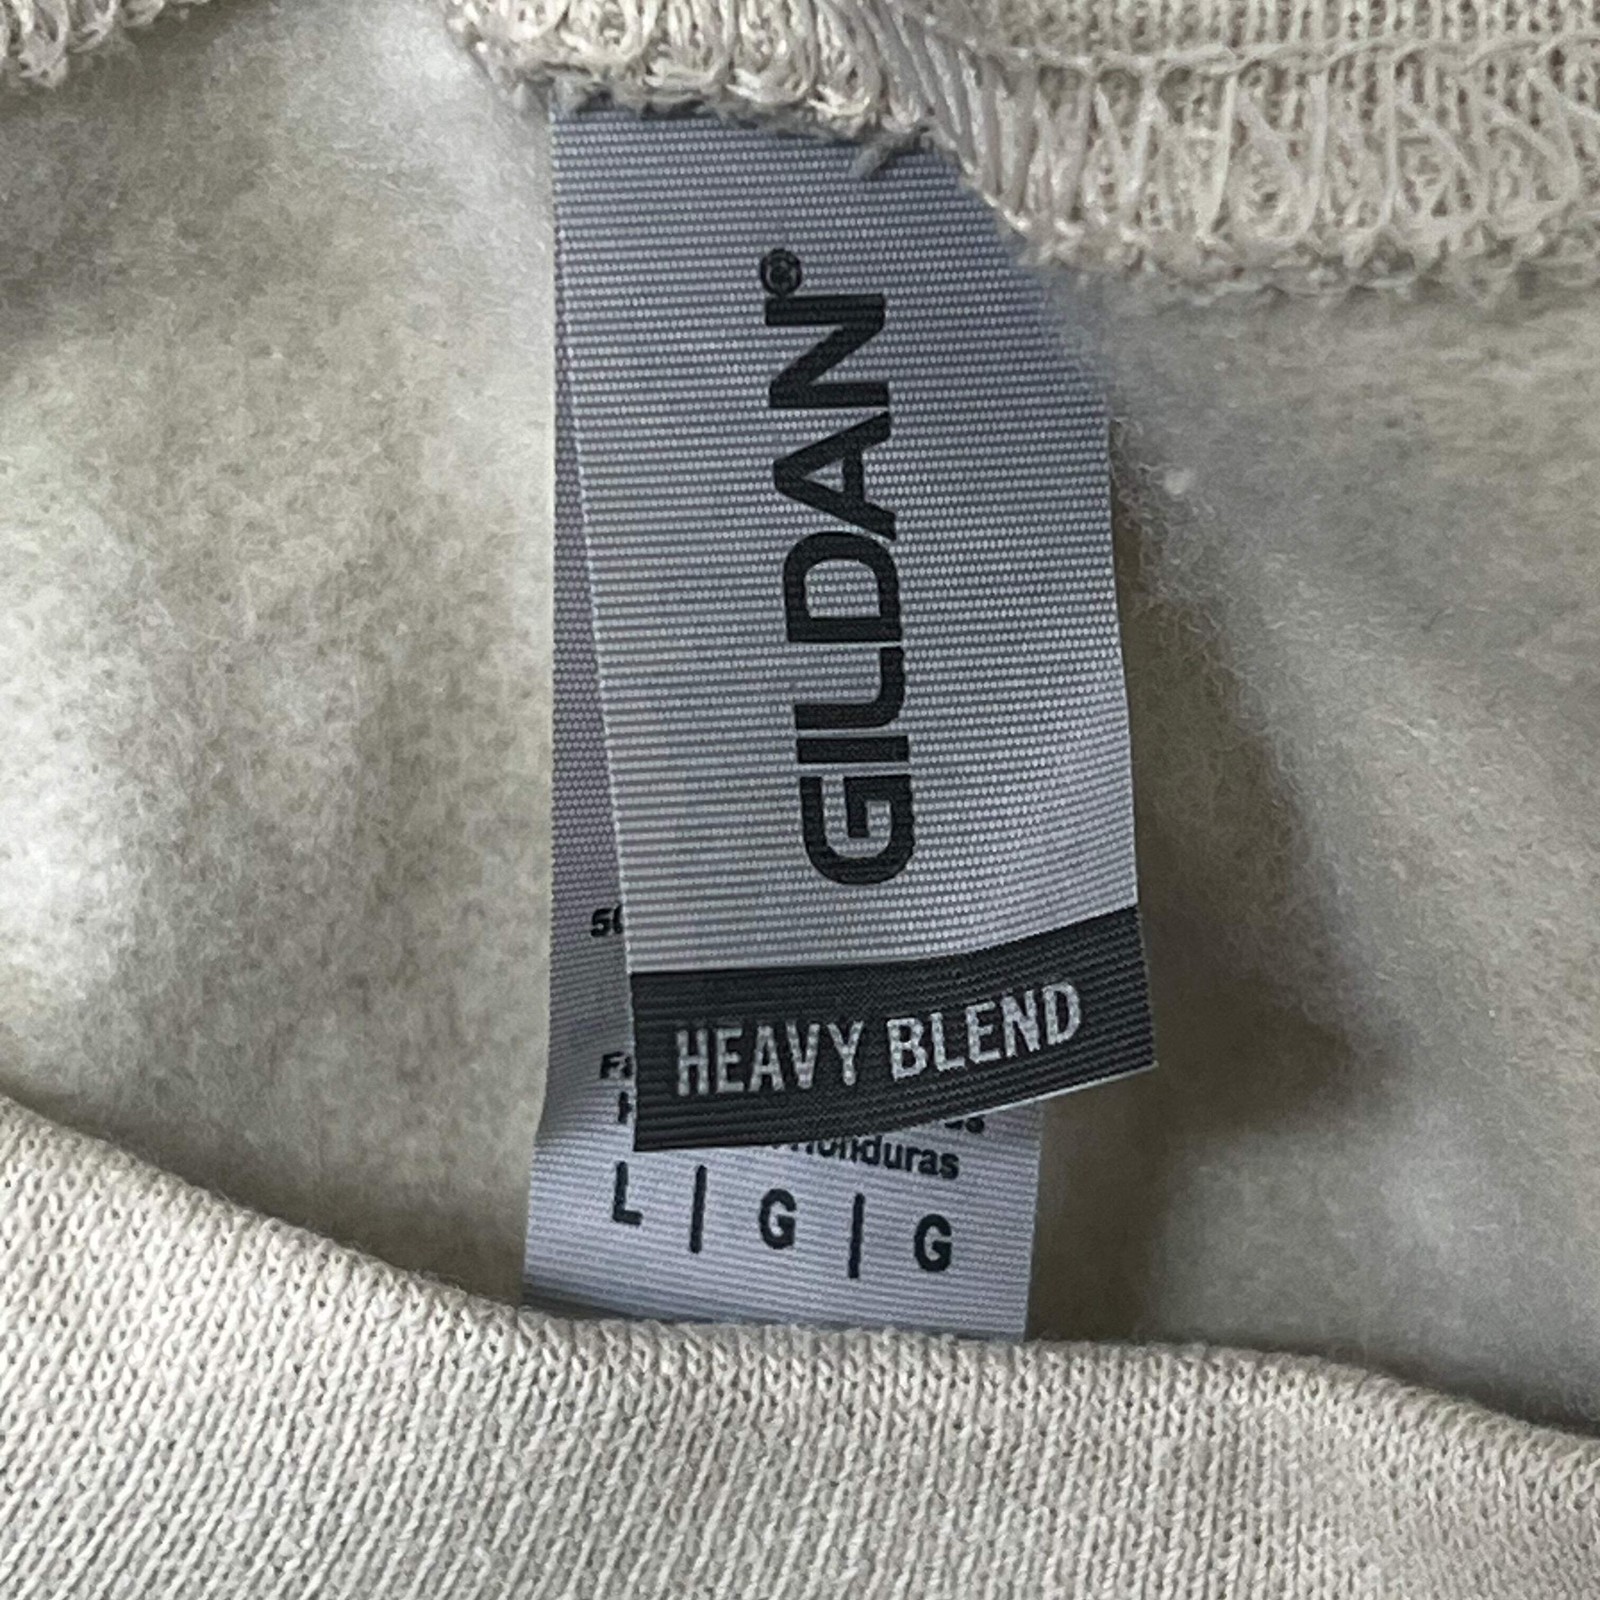 GILDAN®
HEAVY BLEND
Honduras
L | G | G